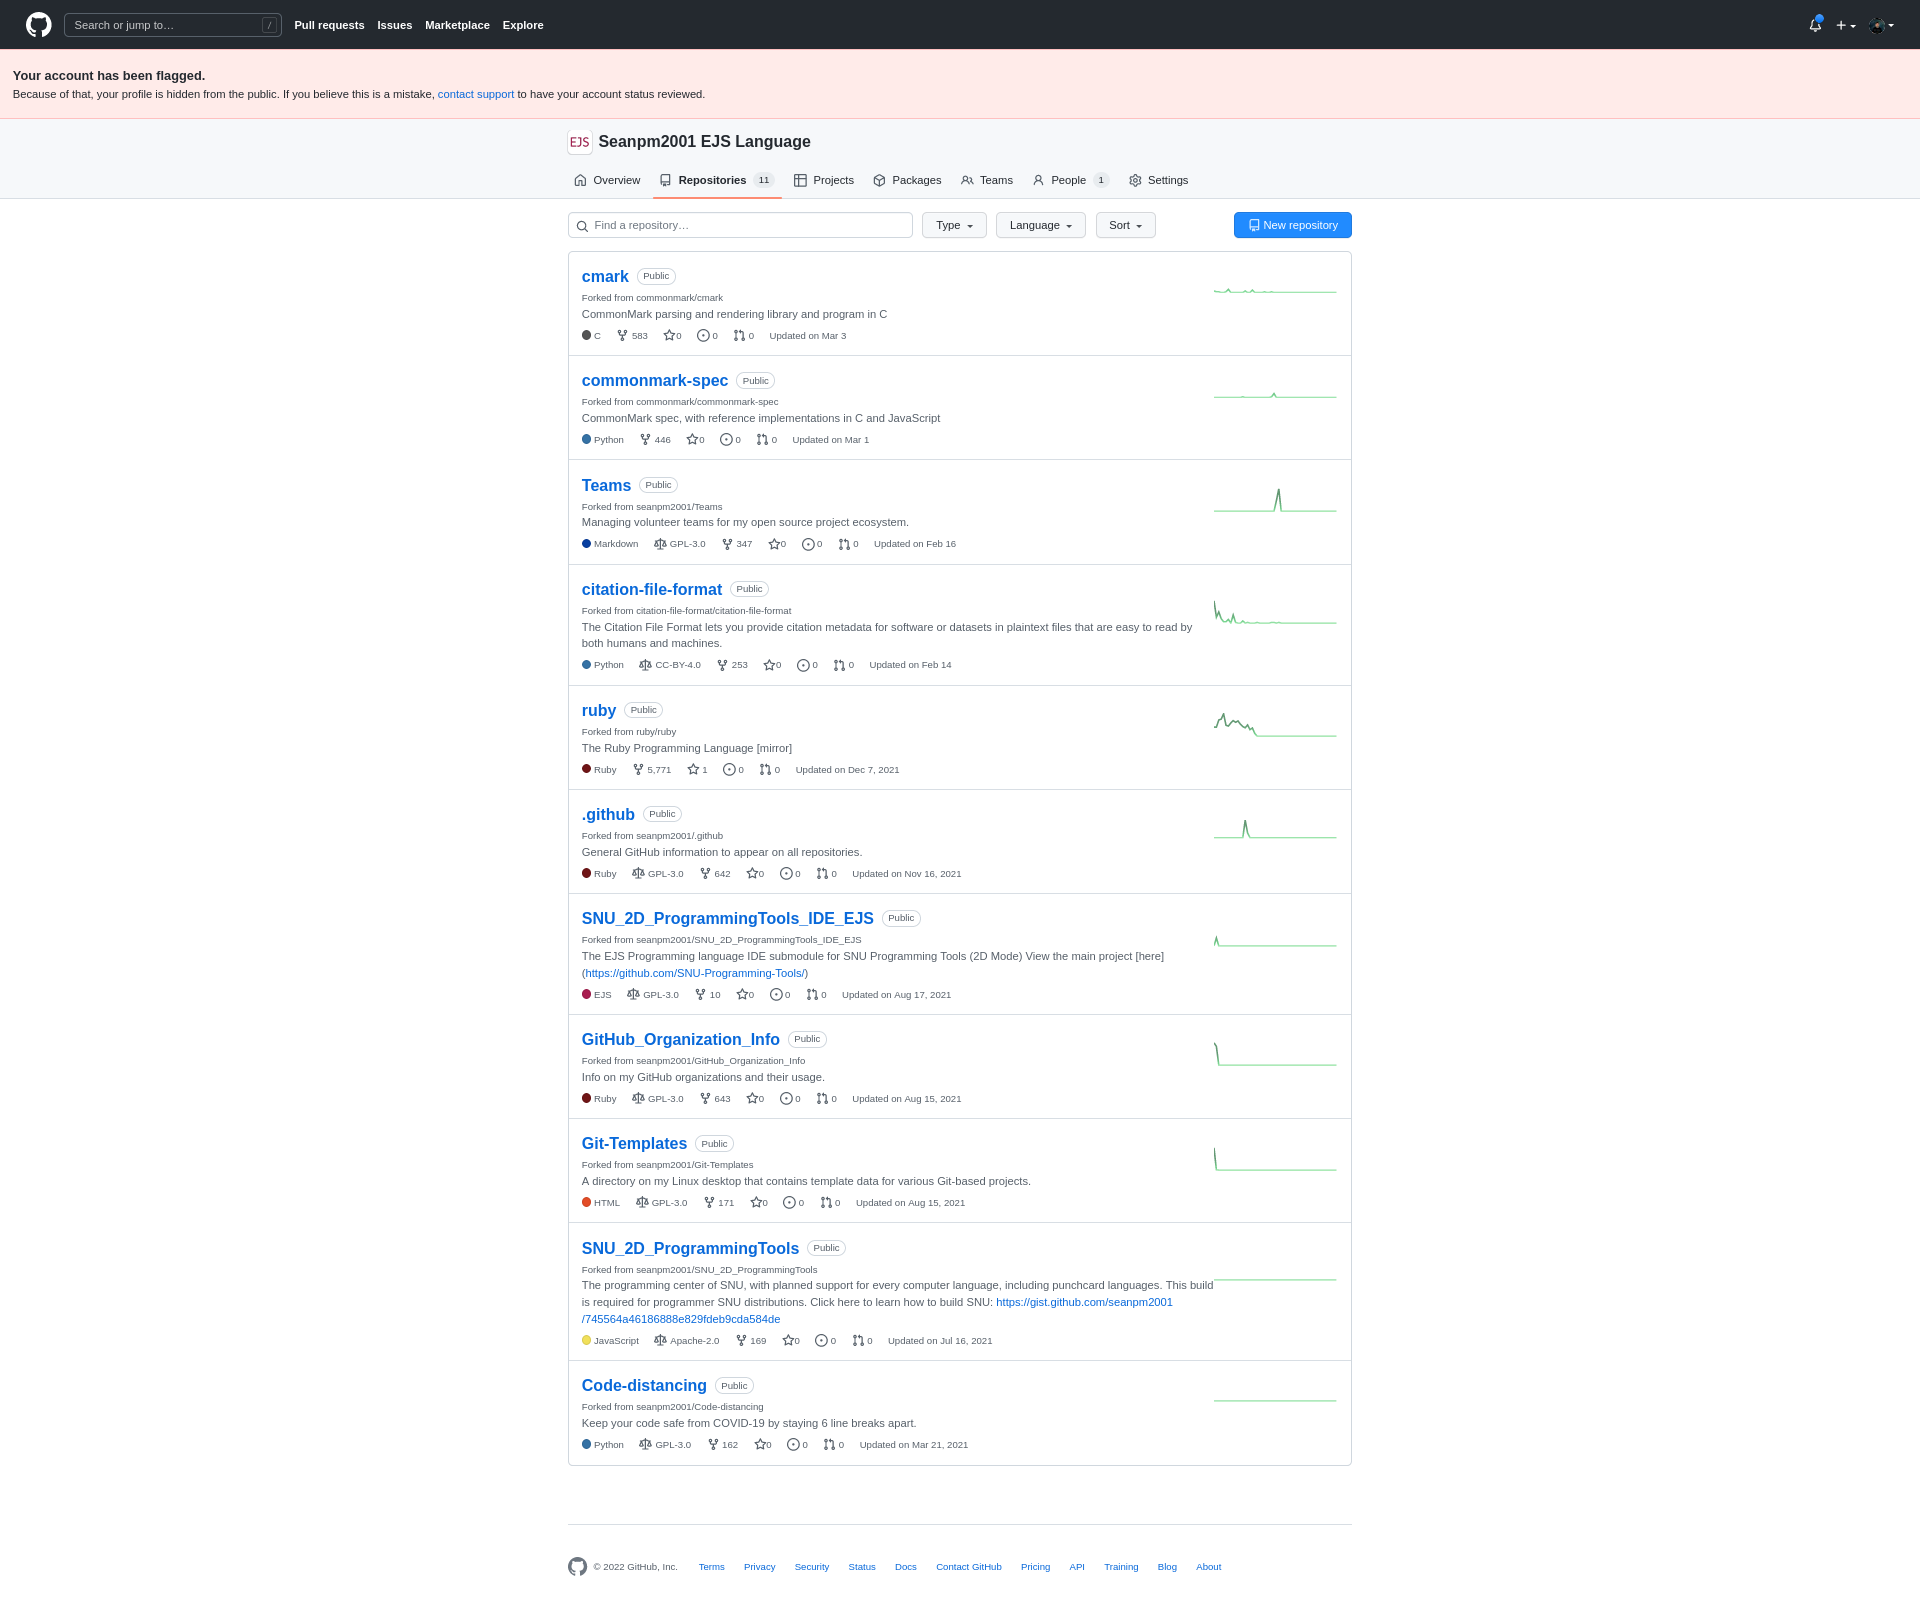 Search or jump to…
/
Pull requests Issues Marketplace Explore
Your account has been flagged.
Because of that, your profile is hidden from the public. If you believe this is a mistake, contact support to have your account status reviewed.
EJS Seanpm2001 EJS Language
Overview Repositories 11 Projects Packages Teams People 1 Settings
Find a repository… Type Language Sort New repository
cmark Public
Forked from commonmark/cmark
CommonMark parsing and rendering library and program in C
C 583 0 0 0 Updated on Mar 3
commonmark-spec Public
Forked from commonmark/commonmark-spec
CommonMark spec, with reference implementations in C and JavaScript
Python 446 0 0 0 Updated on Mar 1
Teams Public
Forked from seanpm2001/Teams
Managing volunteer teams for my open source project ecosystem.
Markdown GPL-3.0 347 0 0 0 Updated on Feb 16
citation-file-format Public
Forked from citation-file-format/citation-file-format
The Citation File Format lets you provide citation metadata for software or datasets in plaintext files that are easy to read by
both humans and machines.
Python CC-BY-4.0 253 0 0 0 Updated on Feb 14
ruby Public
Forked from ruby/ruby
The Ruby Programming Language [mirror]
Ruby 5,771 1 0 0 Updated on Dec 7, 2021
.github Public
Forked from seanpm2001/.github
General GitHub information to appear on all repositories.
Ruby GPL-3.0 642 0 0 0 Updated on Nov 16, 2021
SNU_2D_ProgrammingTools_IDE_EJS Public
Forked from seanpm2001/SNU_2D_ProgrammingTools_IDE_EJS
The EJS Programming language IDE submodule for SNU Programming Tools (2D Mode) View the main project [here]
(https://github.com/SNU-Programming-Tools/)
EJS GPL-3.0 10 0 0 0 Updated on Aug 17, 2021
GitHub_Organization_Info Public
Forked from seanpm2001/GitHub_Organization_Info
Info on my GitHub organizations and their usage.
Ruby GPL-3.0 643 0 0 0 Updated on Aug 15, 2021
Git-Templates Public
Forked from seanpm2001/Git-Templates
A directory on my Linux desktop that contains template data for various Git-based projects.
HTML GPL-3.0 171 0 0 0 Updated on Aug 15, 2021
SNU_2D_ProgrammingTools Public
Forked from seanpm2001/SNU_2D_ProgrammingTools
The programming center of SNU, with planned support for every computer language, including punchcard languages. This build
is required for programmer SNU distributions. Click here to learn how to build SNU: https://gist.github.com/seanpm2001
/745564a46186888e829fdeb9cda584de
JavaScript Apache-2.0 169 0 0 0 Updated on Jul 16, 2021
Code-distancing Public
Forked from seanpm2001/Code-distancing
Keep your code safe from COVID-19 by staying 6 line breaks apart.
Python GPL-3.0 162 0 0 0 Updated on Mar 21, 2021
© 2022 GitHub, Inc. Terms Privacy Security Status Docs Contact GitHub Pricing API Training Blog About